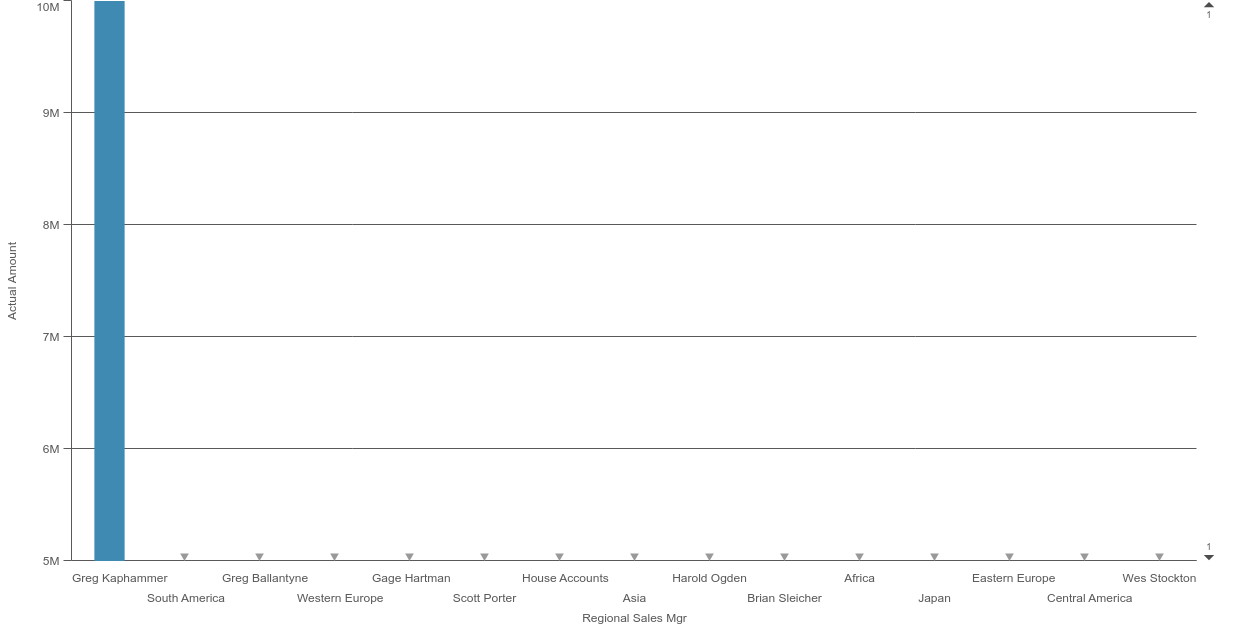 10M
1
9M
8M
Actual Amount
7M
6M
1
5M
Greg Kaphammer Greg Ballantyne Gage Hartman House Accounts Harold Ogden Africa Eastern Europe Wes Stockton
South America Western Europe Scott Porter Asia Brian Sleicher Japan Central America
Regional Sales Mgr